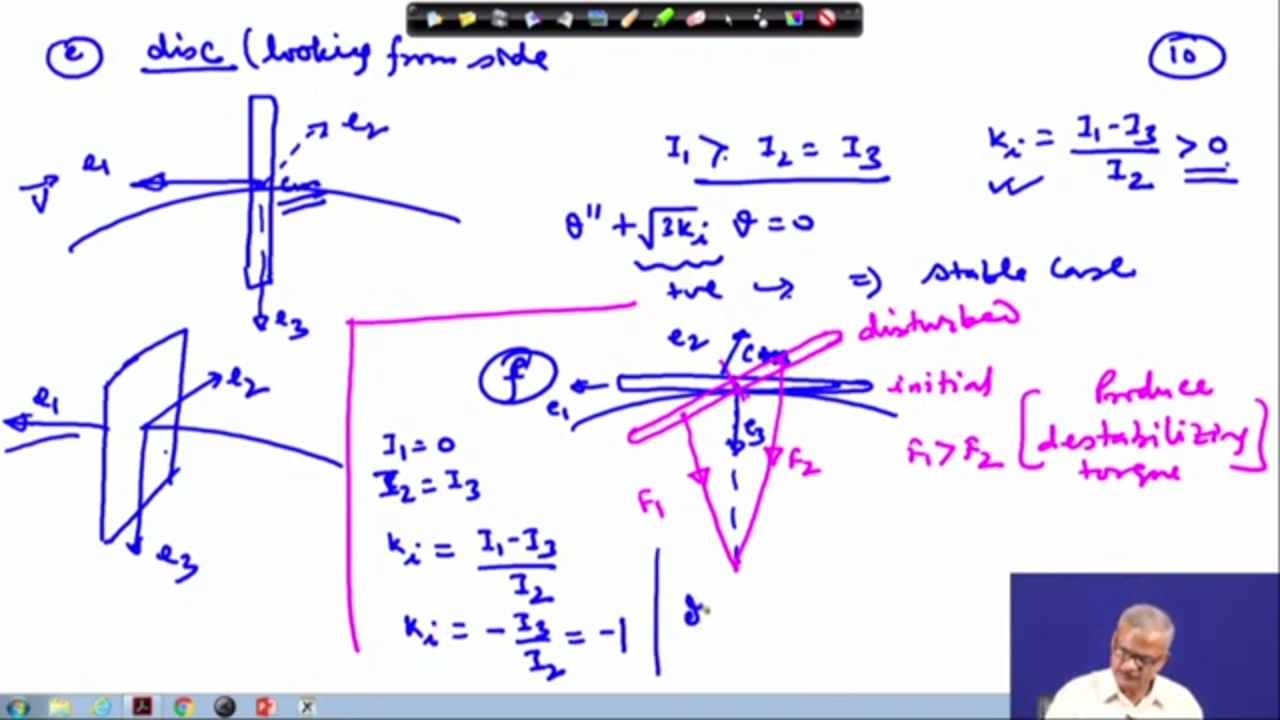 (e) disc (looking from side
(10)
e₂
e₁
V
cm
e₃
I₁ > I₂ = I₃
kᵢ = (I₁-I₃)/I₂ > 0
θ'' + √3kᵢ θ = 0
+ve → ⇒ stable case
e₁
e₂
e₃
(f)
e₂
cm
disturbed
e₁
initial
e₃
F₁
F₂
F₁ > F₂ [Produce
destabilizing
torque]
I₁ = 0
I₂ = I₃
kᵢ = (I₁-I₃)/I₂
kᵢ = -I₃/I₂ = -1